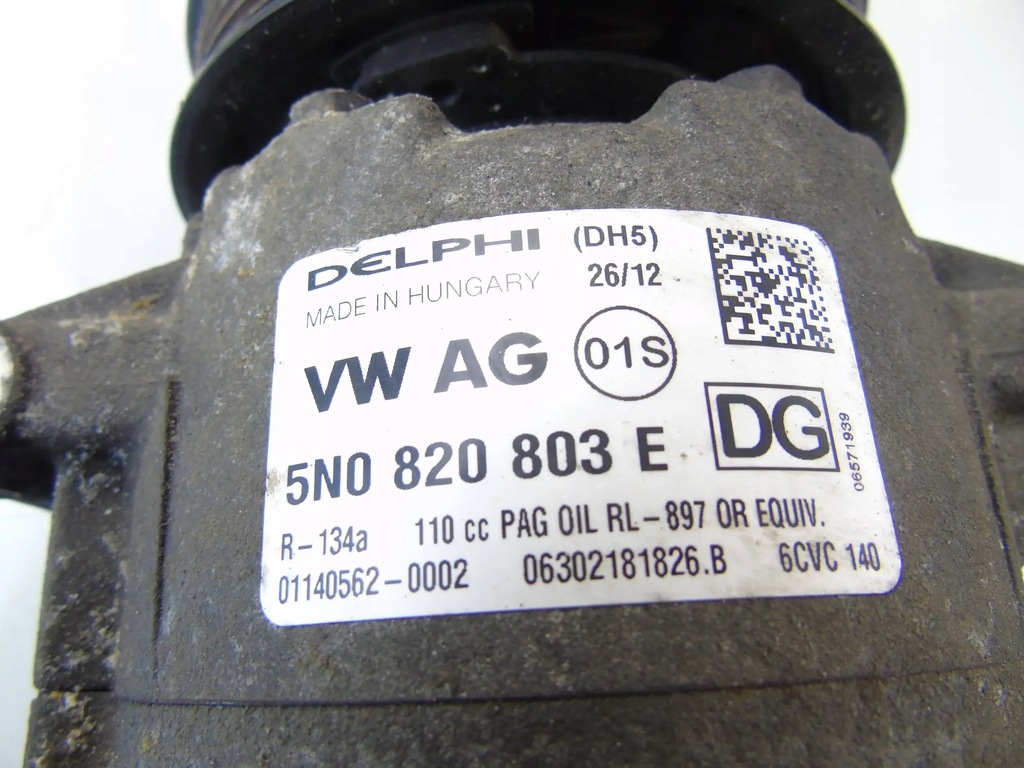 DELPHI (DH5)
MADE IN HUNGARY 26/12
VW AG 01S
5N0 820 803 E DG
06571939
R-134a 110 cc PAG OIL RL-897 OR EQUIV.
01140562-0002 06302181826.B 6CVC 140